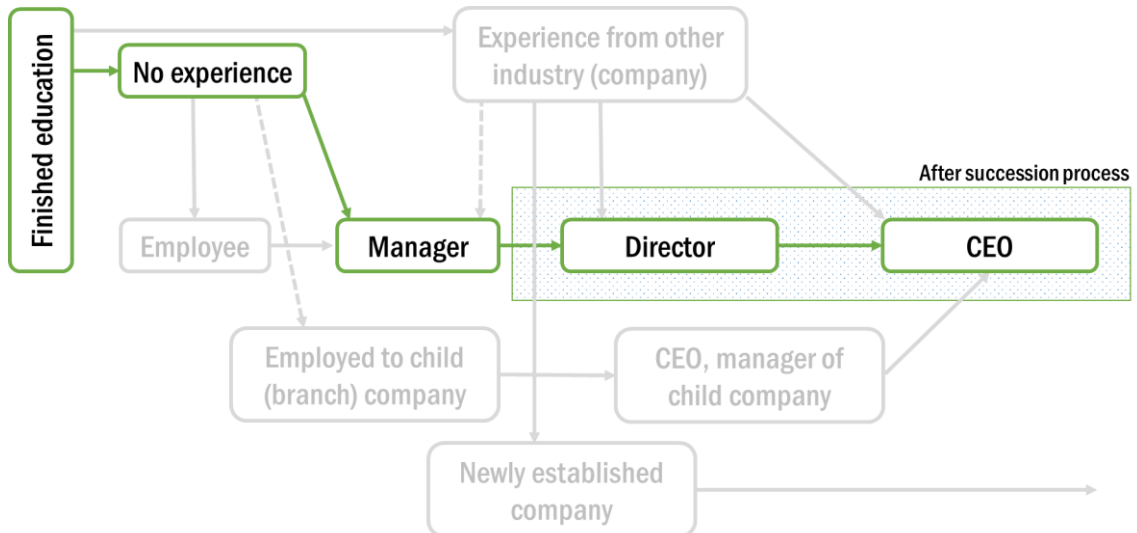 Finished education
No experience
Experience from other
industry (company)
After succession process
Employee
Manager
Director
CEO
Employed to child
(branch) company
CEO, manager of
child company
Newly established
company